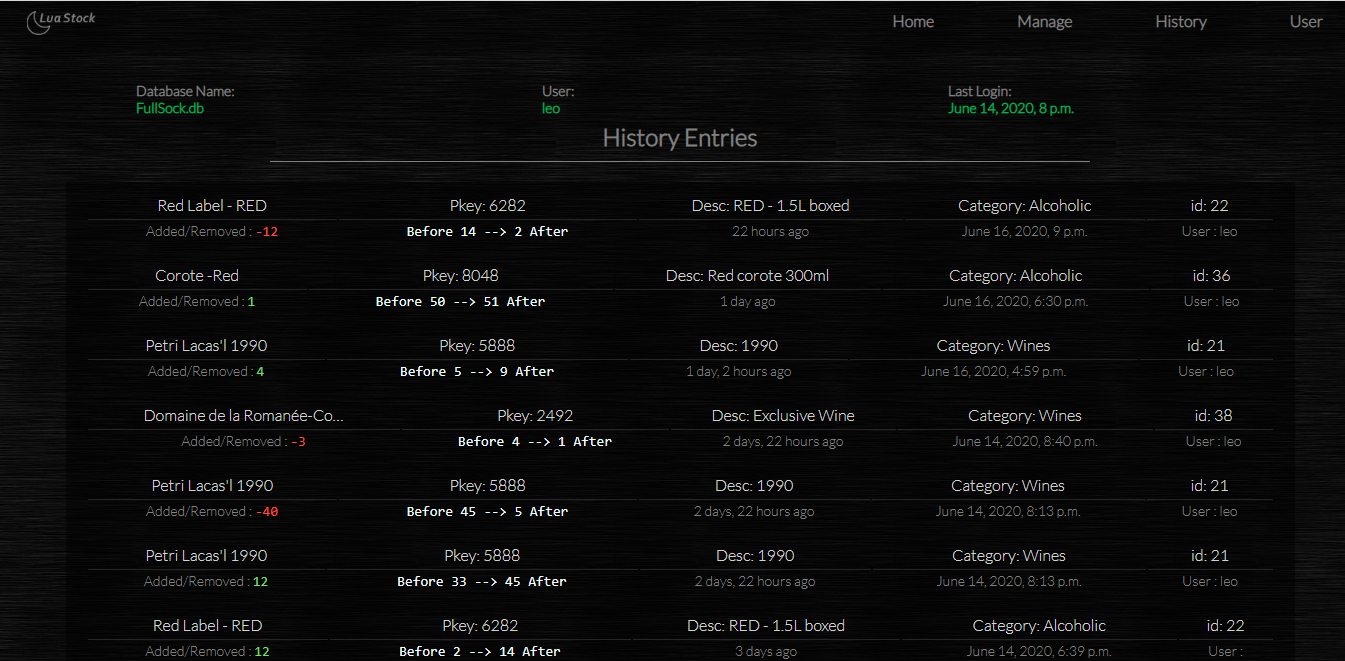 Lua Stock
Home Manage History User
Database Name: User: Last Login:
FullSock.db leo June 14, 2020, 8 p.m.
History Entries
Red Label - RED Pkey: 6282 Desc: RED - 1.5L boxed Category: Alcoholic id: 22
Added/Removed : -12 Before 14 --> 2 After 22 hours ago June 16, 2020, 9 p.m. User : leo
Corote -Red Pkey: 8048 Desc: Red corote 300ml Category: Alcoholic id: 36
Added/Removed : 1 Before 50 --> 51 After 1 day ago June 16, 2020, 6:30 p.m. User : leo
Petri Lacas'l 1990 Pkey: 5888 Desc: 1990 Category: Wines id: 21
Added/Removed : 4 Before 5 --> 9 After 1 day, 2 hours ago June 16, 2020, 4:59 p.m. User : leo
Domaine de la Romanée-Co... Pkey: 2492 Desc: Exclusive Wine Category: Wines id: 38
Added/Removed : -3 Before 4 --> 1 After 2 days, 22 hours ago June 14, 2020, 8:40 p.m. User : leo
Petri Lacas'l 1990 Pkey: 5888 Desc: 1990 Category: Wines id: 21
Added/Removed : -40 Before 45 --> 5 After 2 days, 22 hours ago June 14, 2020, 8:13 p.m. User : leo
Petri Lacas'l 1990 Pkey: 5888 Desc: 1990 Category: Wines id: 21
Added/Removed : 12 Before 33 --> 45 After 2 days, 22 hours ago June 14, 2020, 8:13 p.m. User : leo
Red Label - RED Pkey: 6282 Desc: RED - 1.5L boxed Category: Alcoholic id: 22
Added/Removed : 12 Before 2 --> 14 After 3 days ago June 14, 2020, 6:39 p.m. User :